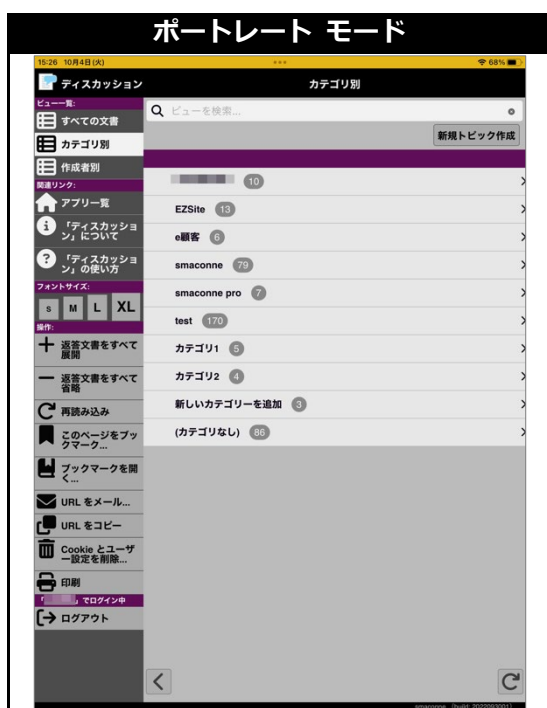 ポートレート モード
15:26 10月4日(火)
68%
ディスカッション
カテゴリ別
ビュー一覧:
すべての文書
カテゴリ別
作成者別
関連リンク:
アプリ一覧
「ディスカッショ
ン」について
「ディスカッショ
ン」の使い方
フォントサイズ:
S M L XL
操作:
返答文書をすべて
展開
返答文書をすべて
省略
再読み込み
このページをブッ
クマーク...
ブックマークを開
く...
URL をメール...
URL をコピー
Cookie とユーザ
ー設定を削除...
印刷
」でログイン中
ログアウト
ビューを検索...
新規トピック作成
10
EZSite 13
e顧客 6
smaconne 79
smaconne pro 7
test 170
カテゴリ1 5
カテゴリ2 4
新しいカテゴリーを追加 3
(カテゴリなし) 86
smaconne (build: 2022093001)